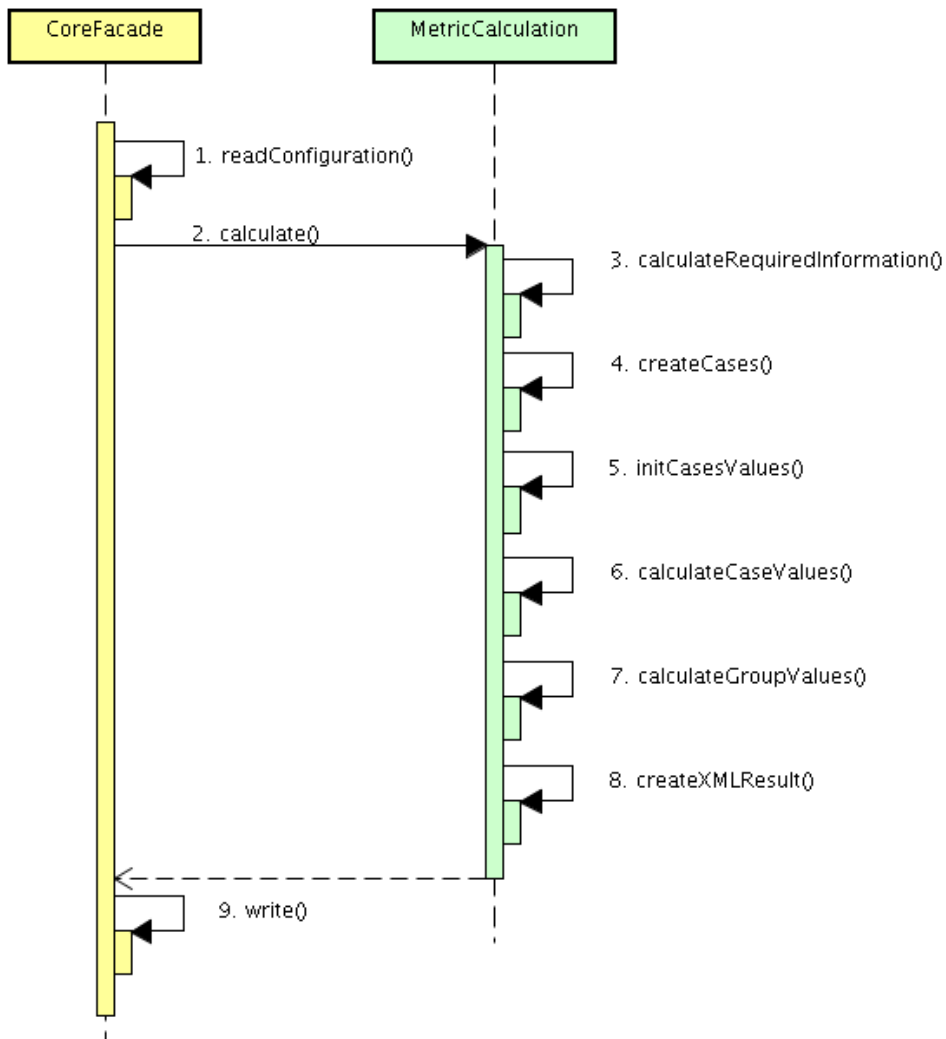 CoreFacade
MetricCalculation
1. readConfiguration()
2. calculate()
3. calculateRequiredInformation()
4. createCases()
5. initCasesValues()
6. calculateCaseValues()
7. calculateGroupValues()
8. createXMLResult()
9. write()